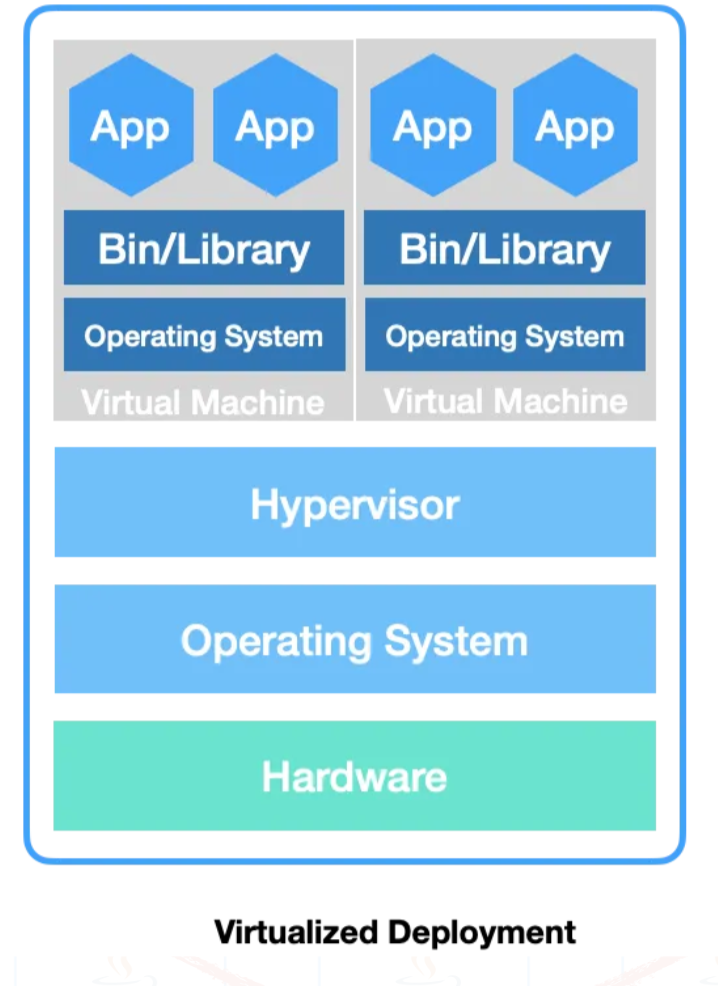 App App App App
Bin/Library Bin/Library
Operating System Operating System
Virtual Machine Virtual Machine
Hypervisor
Operating System
Hardware
Virtualized Deployment